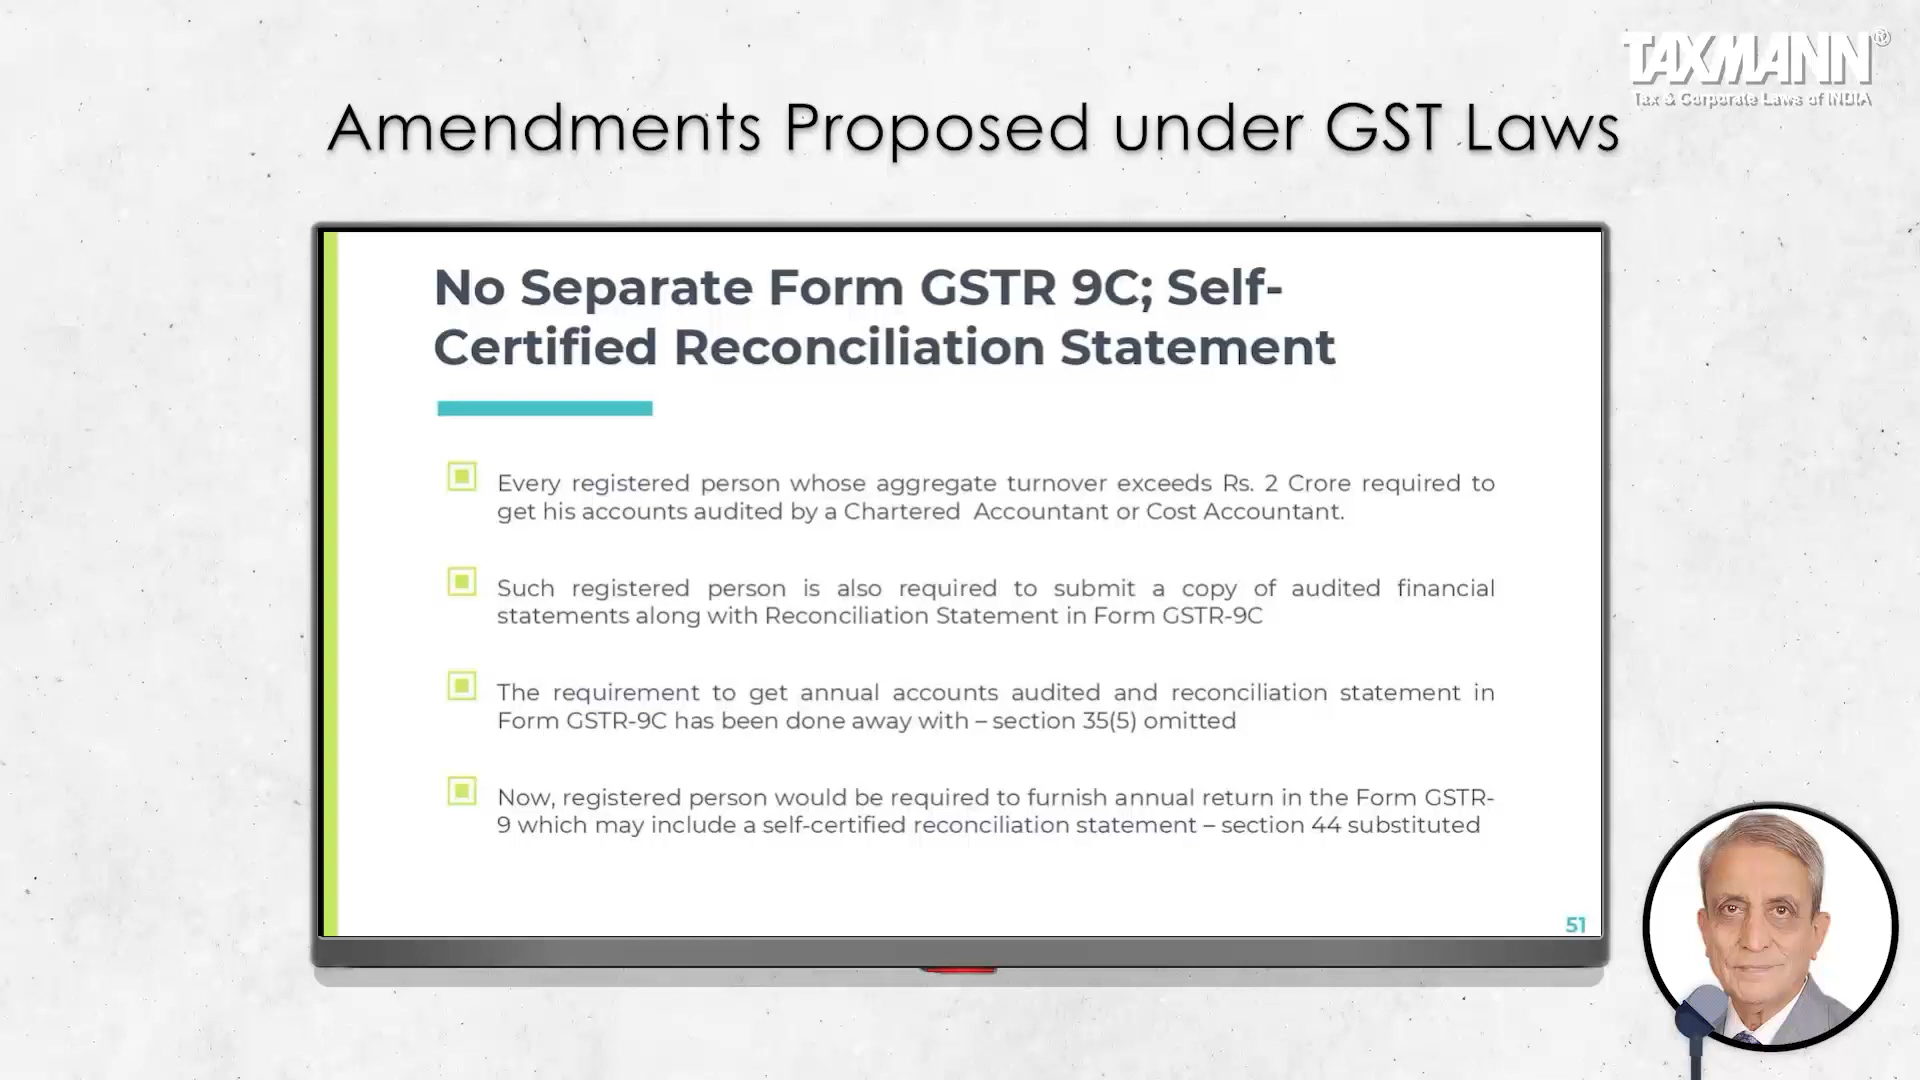 TAXMANN®
Tax & Corporate Laws of INDIA
Amendments Proposed under GST Laws
No Separate Form GSTR 9C; Self-
Certified Reconciliation Statement
Every registered person whose aggregate turnover exceeds Rs. 2 Crore required to
get his accounts audited by a Chartered Accountant or Cost Accountant.
Such registered person is also required to submit a copy of audited financial
statements along with Reconciliation Statement in Form GSTR-9C
The requirement to get annual accounts audited and reconciliation statement in
Form GSTR-9C has been done away with – section 35(5) omitted
Now, registered person would be required to furnish annual return in the Form GSTR-
9 which may include a self-certified reconciliation statement – section 44 substituted
51